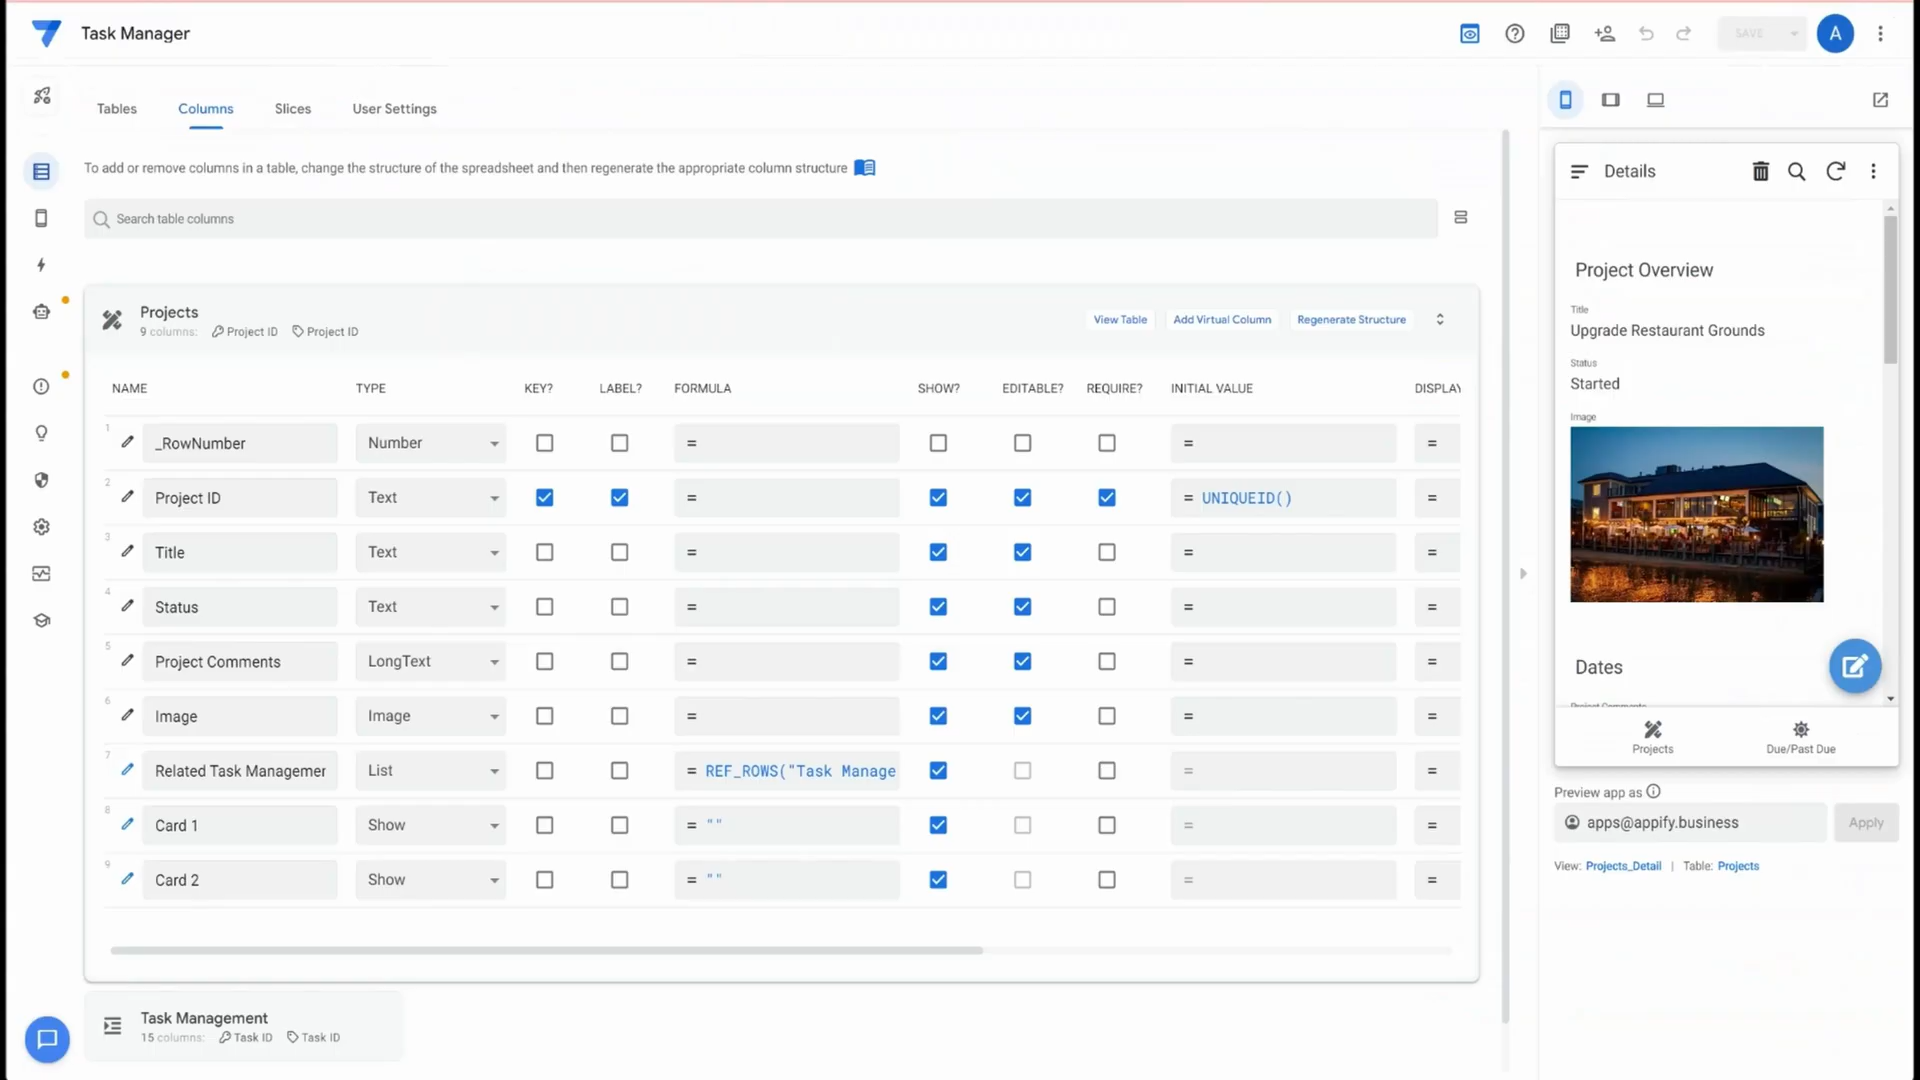 Task Manager
SAVE
A
Tables Columns Slices User Settings
To add or remove columns in a table, change the structure of the spreadsheet and then regenerate the appropriate column structure
Search table columns
Projects
9 columns: Project ID Project ID
View Table Add Virtual Column Regenerate Structure
NAME TYPE KEY? LABEL? FORMULA SHOW? EDITABLE? REQUIRE? INITIAL VALUE DISPLAY
1 _RowNumber Number = = =
2 Project ID Text = = UNIQUEID() =
3 Title Text = = =
4 Status Text = = =
5 Project Comments LongText = = =
6 Image Image = = =
7 Related Task Managemer List = REF_ROWS("Task Manage = =
8 Card 1 Show = "" = =
9 Card 2 Show = "" = =
Task Management
15 columns: Task ID Task ID
Details
Project Overview
Title
Upgrade Restaurant Grounds
Status
Started
Image
Dates
Project Comments
Projects Due/Past Due
Preview app as
apps@appify.business Apply
View: Projects_Detail | Table: Projects